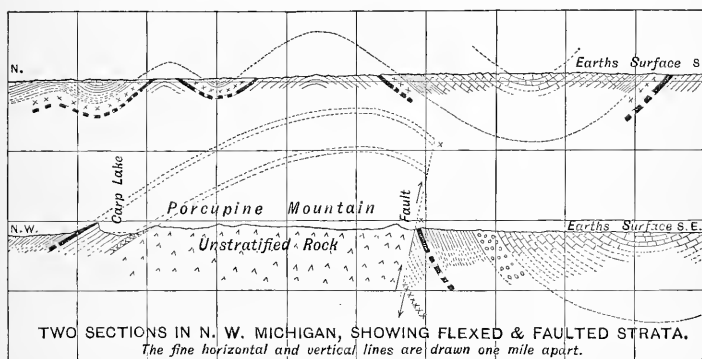 N.
Earths Surface S
Carp Lake
Porcupine Mountain
Fault
N.W.
Earths Surface S.E.
Unstratified Rock
TWO SECTIONS IN N. W. MICHIGAN, SHOWING FLEXED & FAULTED STRATA.
The fine horizontal and vertical lines are drawn one mile apart.